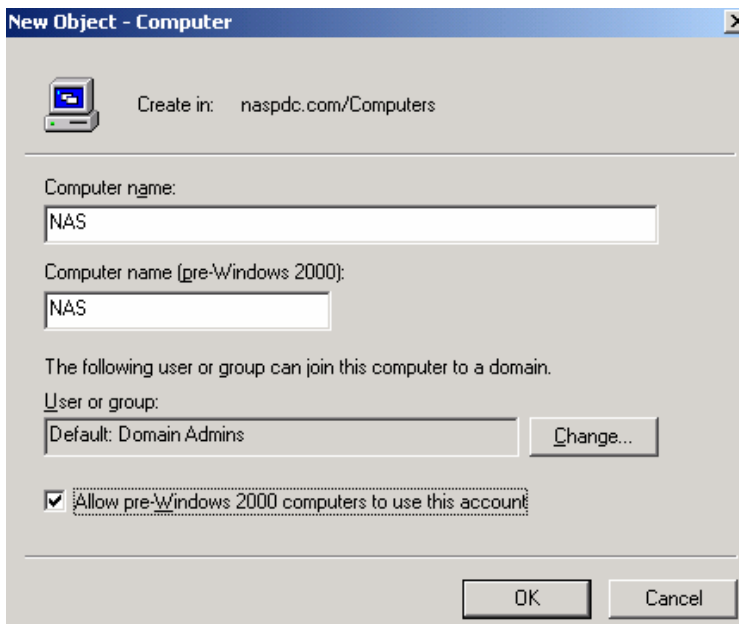 New Object - Computer
Create in: naspdc.com/Computers
Computer name:
NAS
Computer name (pre-Windows 2000):
NAS
The following user or group can join this computer to a domain.
User or group:
Default: Domain Admins
Change...
Allow pre-Windows 2000 computers to use this account
OK
Cancel